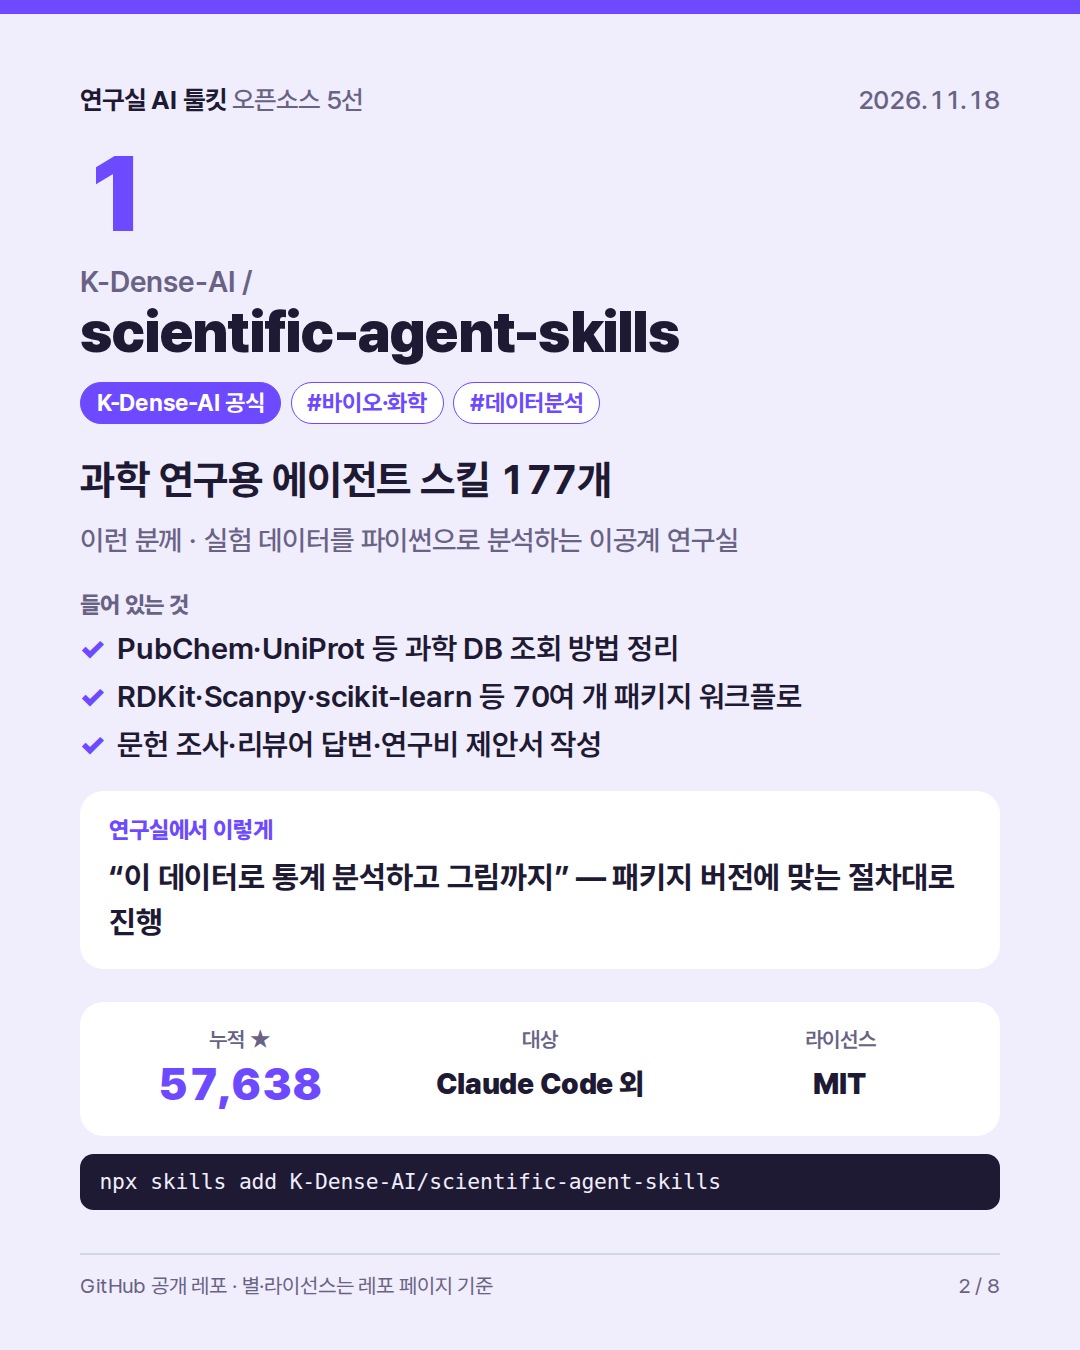 연구실 AI 툴킷 오픈소스 5선
2026.11.18
1
K-Dense-AI /
scientific-agent-skills
K-Dense-AI 공식
#바이오·화학
#데이터분석
과학 연구용 에이전트 스킬 177개
이런 분께 · 실험 데이터를 파이썬으로 분석하는 이공계 연구실
들어 있는 것
✔ PubChem·UniProt 등 과학 DB 조회 방법 정리
✔ RDKit·Scanpy·scikit-learn 등 70여 개 패키지 워크플로
✔ 문헌 조사·리뷰어 답변·연구비 제안서 작성
연구실에서 이렇게
“이 데이터로 통계 분석하고 그림까지” — 패키지 버전에 맞는 절차대로
진행
누적 ★
57,638
대상
Claude Code 외
라이선스
MIT
npx skills add K-Dense-AI/scientific-agent-skills
GitHub 공개 레포 · 별·라이선스는 레포 페이지 기준
2 / 8